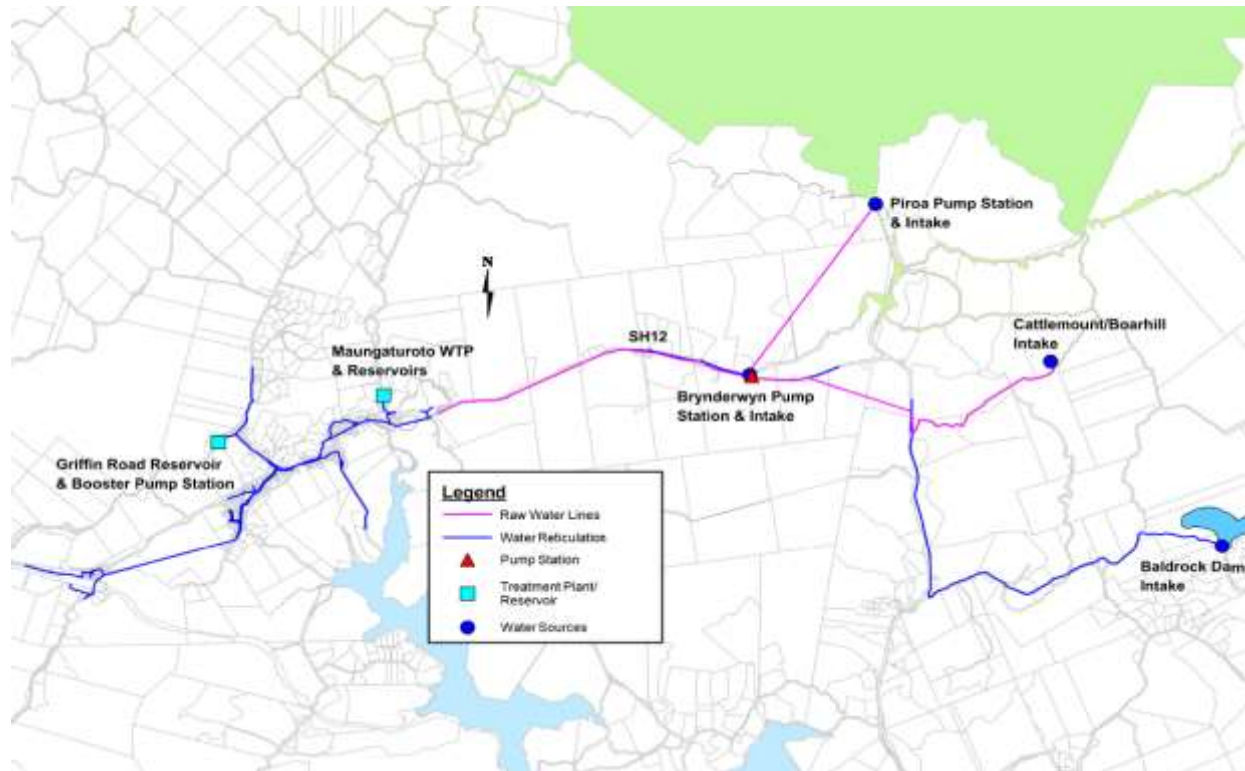 Piroa Pump Station
& Intake
N
SH12
Cattlemount/Boarhill
Intake
Maungaturoto WTP
& Reservoirs
Brynderwyn Pump
Station & Intake
Griffin Road Reservoir
& Booster Pump Station
Baldrock Dam
Intake
Legend
Raw Water Lines
Water Reticulation
Pump Station
Treatment Plant/
Reservoir
Water Sources